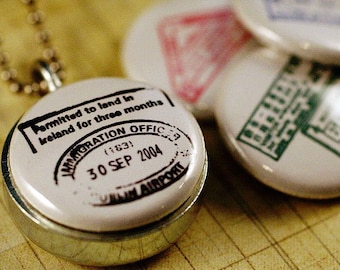 Permitted to land in
Ireland for three months
IMMIGRATION OFFICER
(183)
30 SEP 2004
AIRPORT